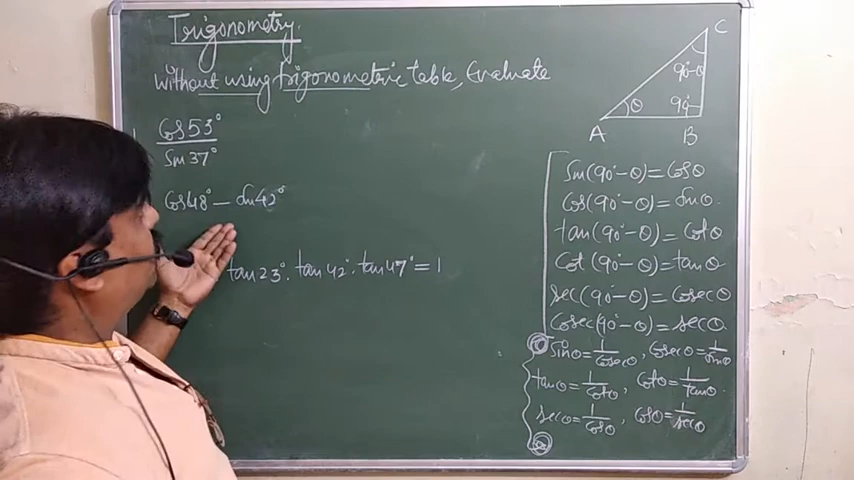 Trigonometry.
Without using trigonometric table, Evaluate
Cos53°
Sin37°
Cos48° – Sin42°
tan23°. tan42°. tan47° = 1
C
90°-θ
θ
90°
A
B
Sin(90°-θ)=Cosθ
Cos(90°-θ)=Sinθ
tan(90°-θ)=Cotθ
Cot(90°-θ)=tanθ
Sec(90°-θ)=Cosecθ
Cosec(90°-θ)=Secθ
Sinθ=1/Cosecθ, Cosecθ=1/Sinθ
tanθ=1/Cotθ, Cotθ=1/Tanθ.
Secθ=1/Cosθ, Cosθ=1/Secθ